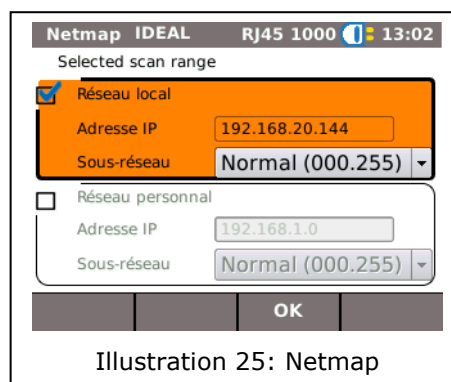 Netmap IDEAL RJ45 1000 13:02
Selected scan range
Réseau local
Adresse IP 192.168.20.144
Sous-réseau Normal (000.255)
Réseau personnal
Adresse IP 192.168.1.0
Sous-réseau Normal (000.255)
OK
Illustration 25: Netmap